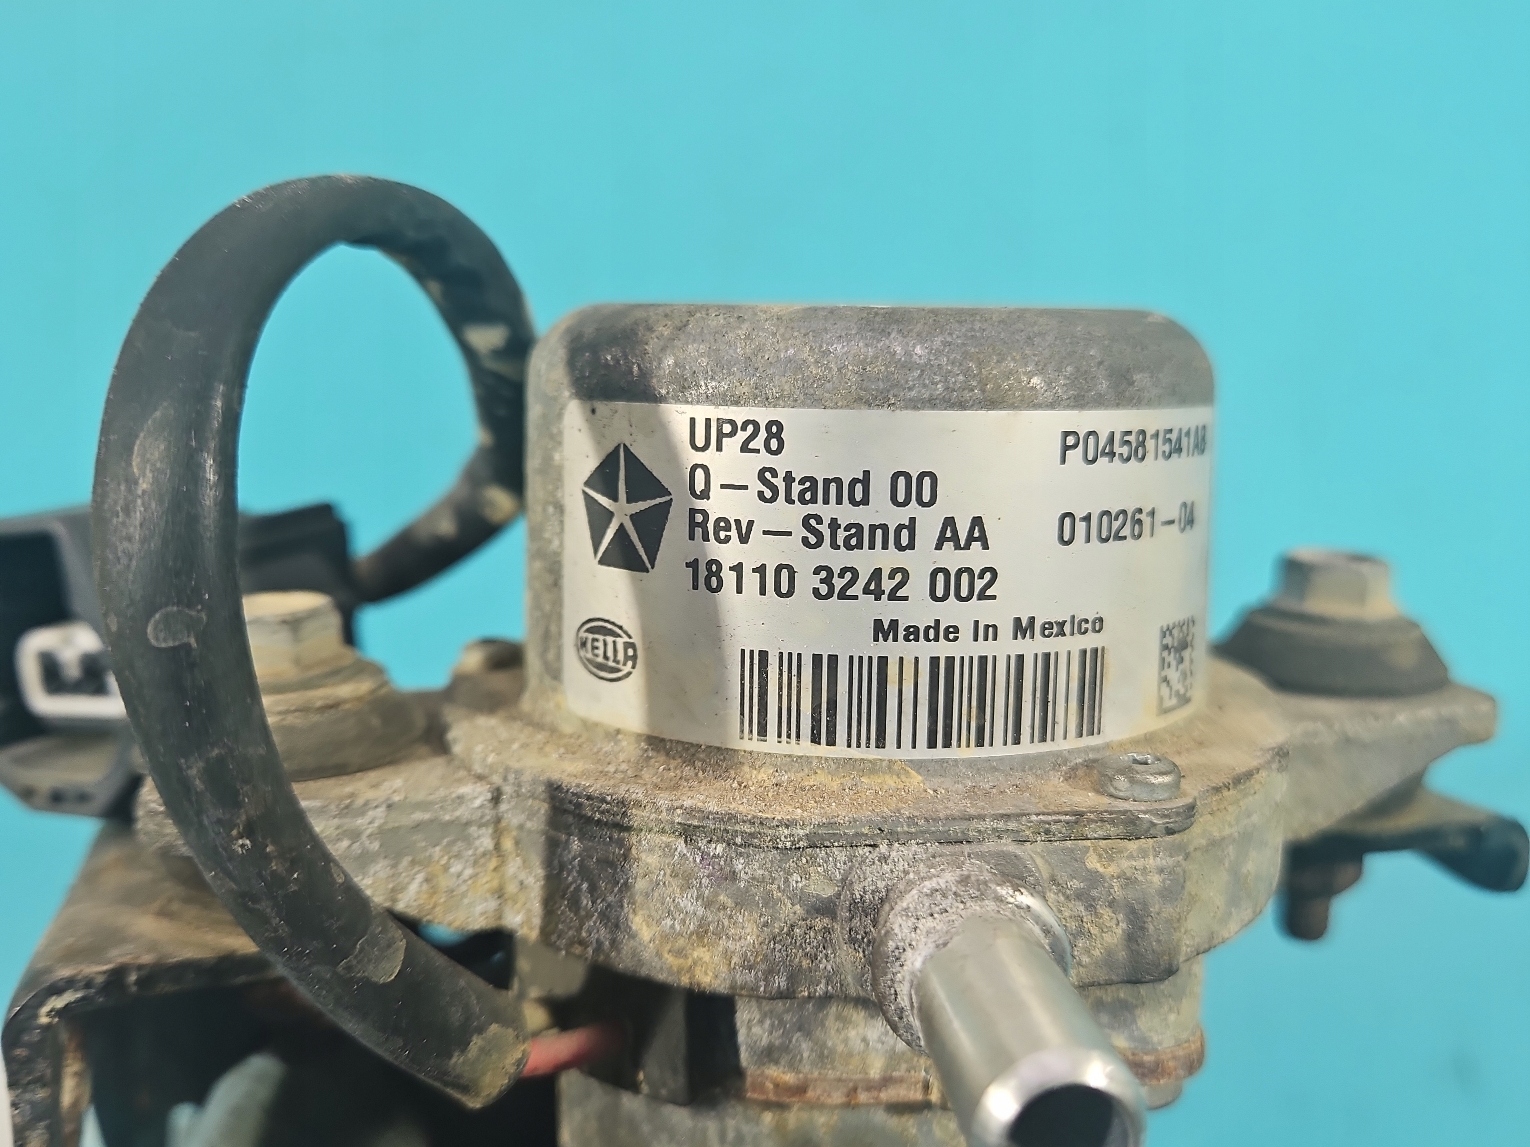 UP28
Q-Stand 00
Rev-Stand AA
18110 3242 002
P04581541AB
010261-04
Made in Mexico
HELLA